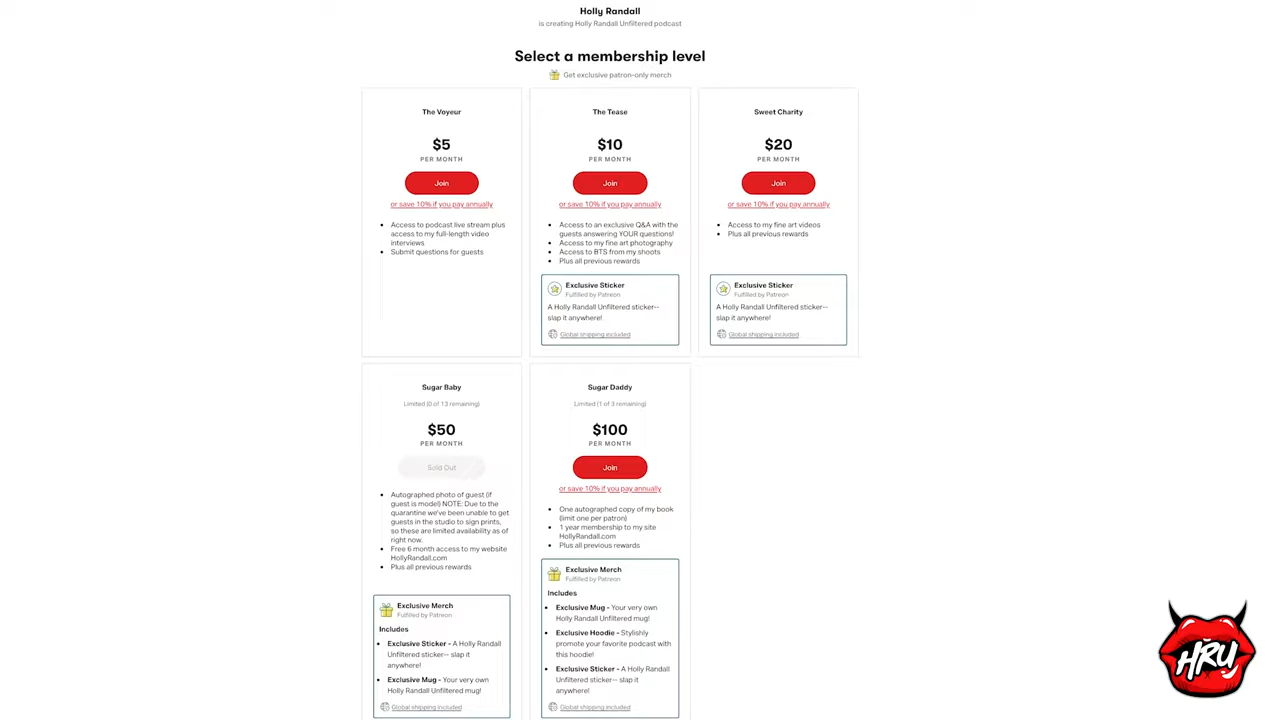 Holly Randall
is creating Holly Randall Unfiltered podcast
Select a membership level
Get exclusive patron-only merch
The Voyeur
$5
PER MONTH
Join
or save 10% if you pay annually
Access to podcast live stream plus
access to my full-length video
interviews
Submit questions for guests
The Tease
$10
PER MONTH
Join
or save 10% if you pay annually
Access to an exclusive Q&A with the
guests answering YOUR questions!
Access to my fine art photography
Access to BTS from my shoots
Plus all previous rewards
Exclusive Sticker
Fulfilled by Patreon
A Holly Randall Unfiltered sticker--
slap it anywhere!
Global shipping included
Sweet Charity
$20
PER MONTH
Join
or save 10% if you pay annually
Access to my fine art videos
Plus all previous rewards
Exclusive Sticker
Fulfilled by Patreon
A Holly Randall Unfiltered sticker--
slap it anywhere!
Global shipping included
Sugar Baby
Limited (0 of 13 remaining)
$50
PER MONTH
Sold Out
Autographed photo of guest (if
guest is model) NOTE: Due to the
quarantine we've been unable to get
guests in the studio to sign prints,
so these are limited availability as of
right now.
Free 6 month access to my website
HollyRandall.com
Plus all previous rewards
Exclusive Merch
Fulfilled by Patreon
Includes
Exclusive Sticker - A Holly Randall
Unfiltered sticker-- slap it
anywhere!
Exclusive Mug - Your very own
Holly Randall Unfiltered mug!
Global shipping included
Sugar Daddy
Limited (1 of 3 remaining)
$100
PER MONTH
Join
or save 10% if you pay annually
One autographed copy of my book
(limit one per patron)
1 year membership to my site
HollyRandall.com
Plus all previous rewards
Exclusive Merch
Fulfilled by Patreon
Includes
Exclusive Mug - Your very own
Holly Randall Unfiltered mug!
Exclusive Hoodie - Stylishly
promote your favorite podcast with
this hoodie!
Exclusive Sticker - A Holly Randall
Unfiltered sticker-- slap it
anywhere!
Global shipping included
HRU